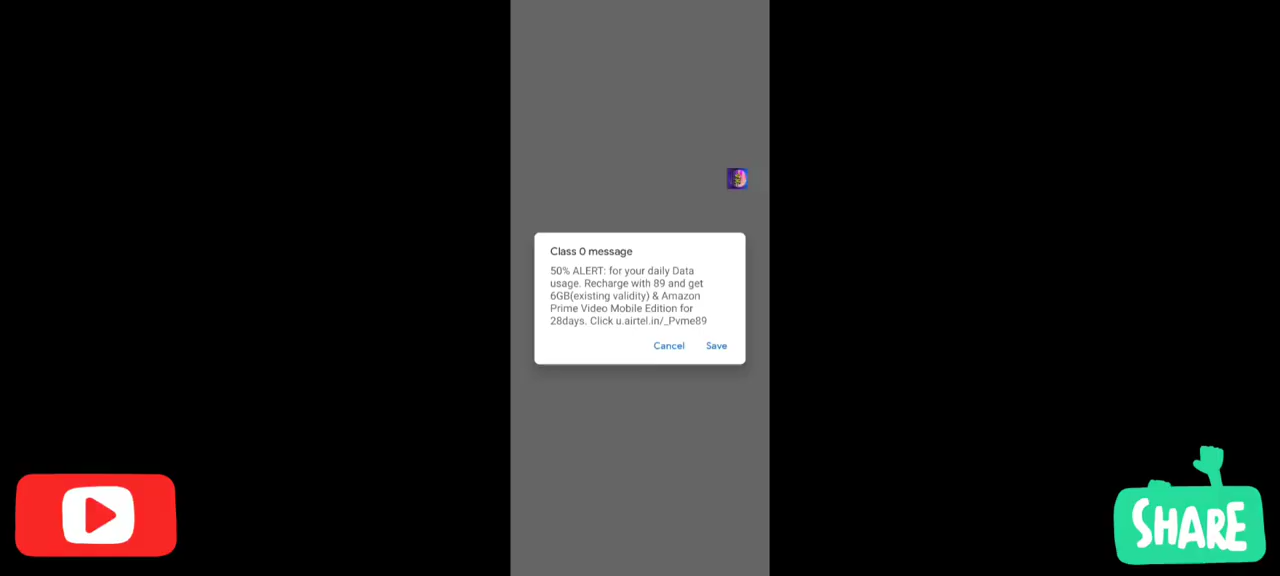 Class 0 message
50% ALERT: for your daily Data
usage. Recharge with 89 and get
6GB(existing validity) & Amazon
Prime Video Mobile Edition for
28days. Click u.airtel.in/_Pvme89
Cancel Save
SHARE